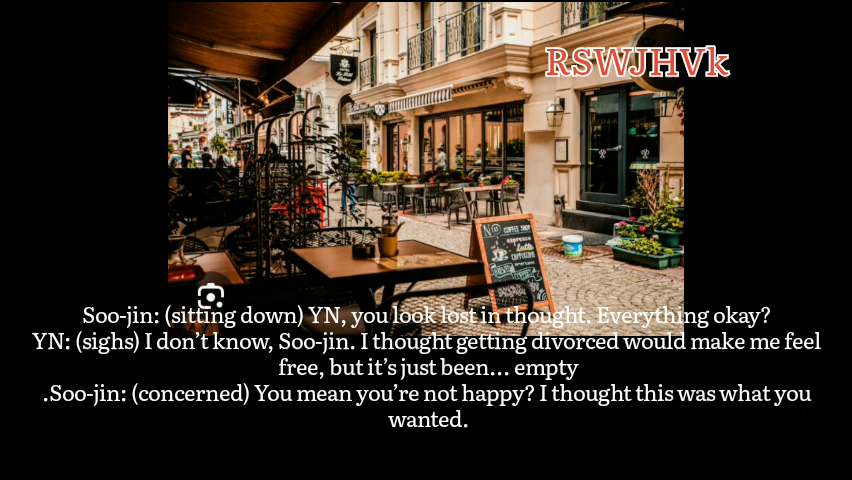 RSWJHVk
COFFEE SHOP
espresso
latte
Soo-jin: (sitting down) YN, you look lost in thought. Everything okay?
YN: (sighs) I don’t know, Soo-jin. I thought getting divorced would make me feel
free, but it’s just been... empty
.Soo-jin: (concerned) You mean you’re not happy? I thought this was what you
wanted.